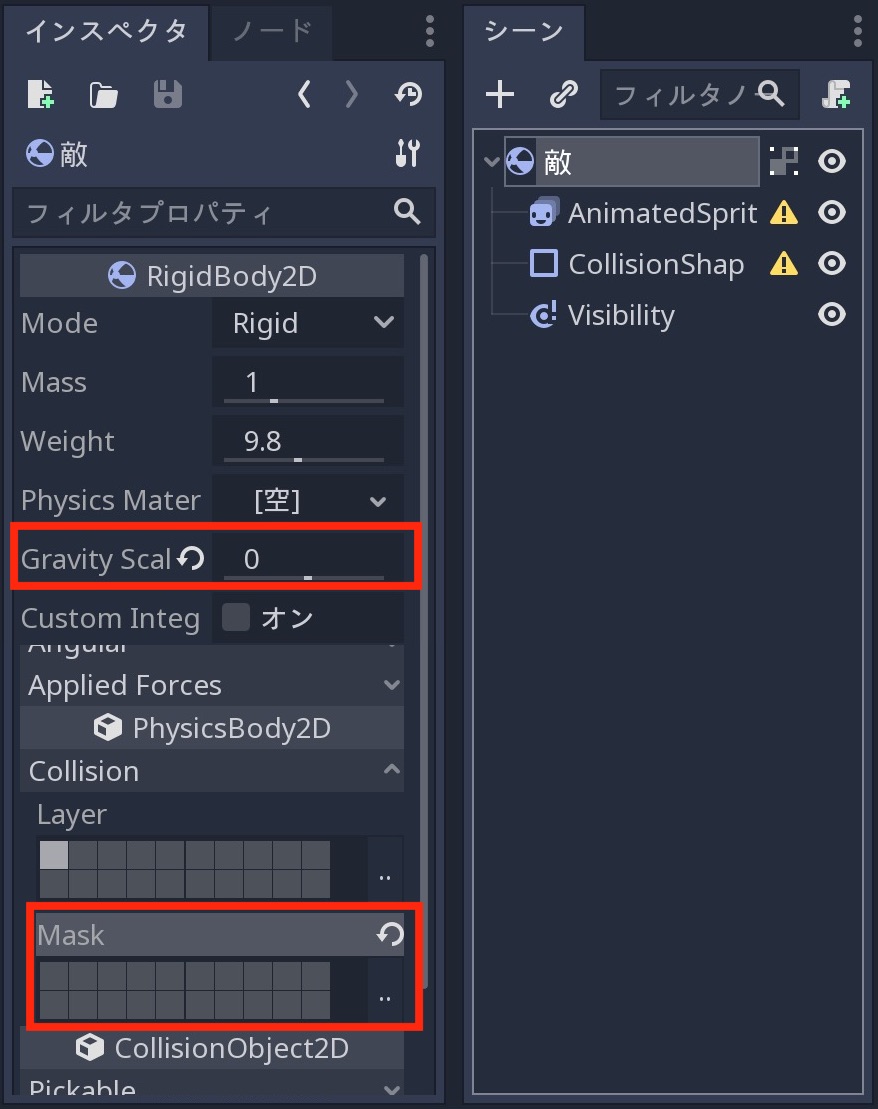 インスペクタ ノード
敵
フィルタプロパティ
RigidBody2D
Mode Rigid
Mass 1
Weight 9.8
Physics Mater [空]
Gravity Scal 0
Custom Integ オン
Angular
Applied Forces
PhysicsBody2D
Collision
Layer
..
Mask
..
CollisionObject2D
Pickable
シーン
フィルタノー
敵
AnimatedSprit
CollisionShap
Visibility